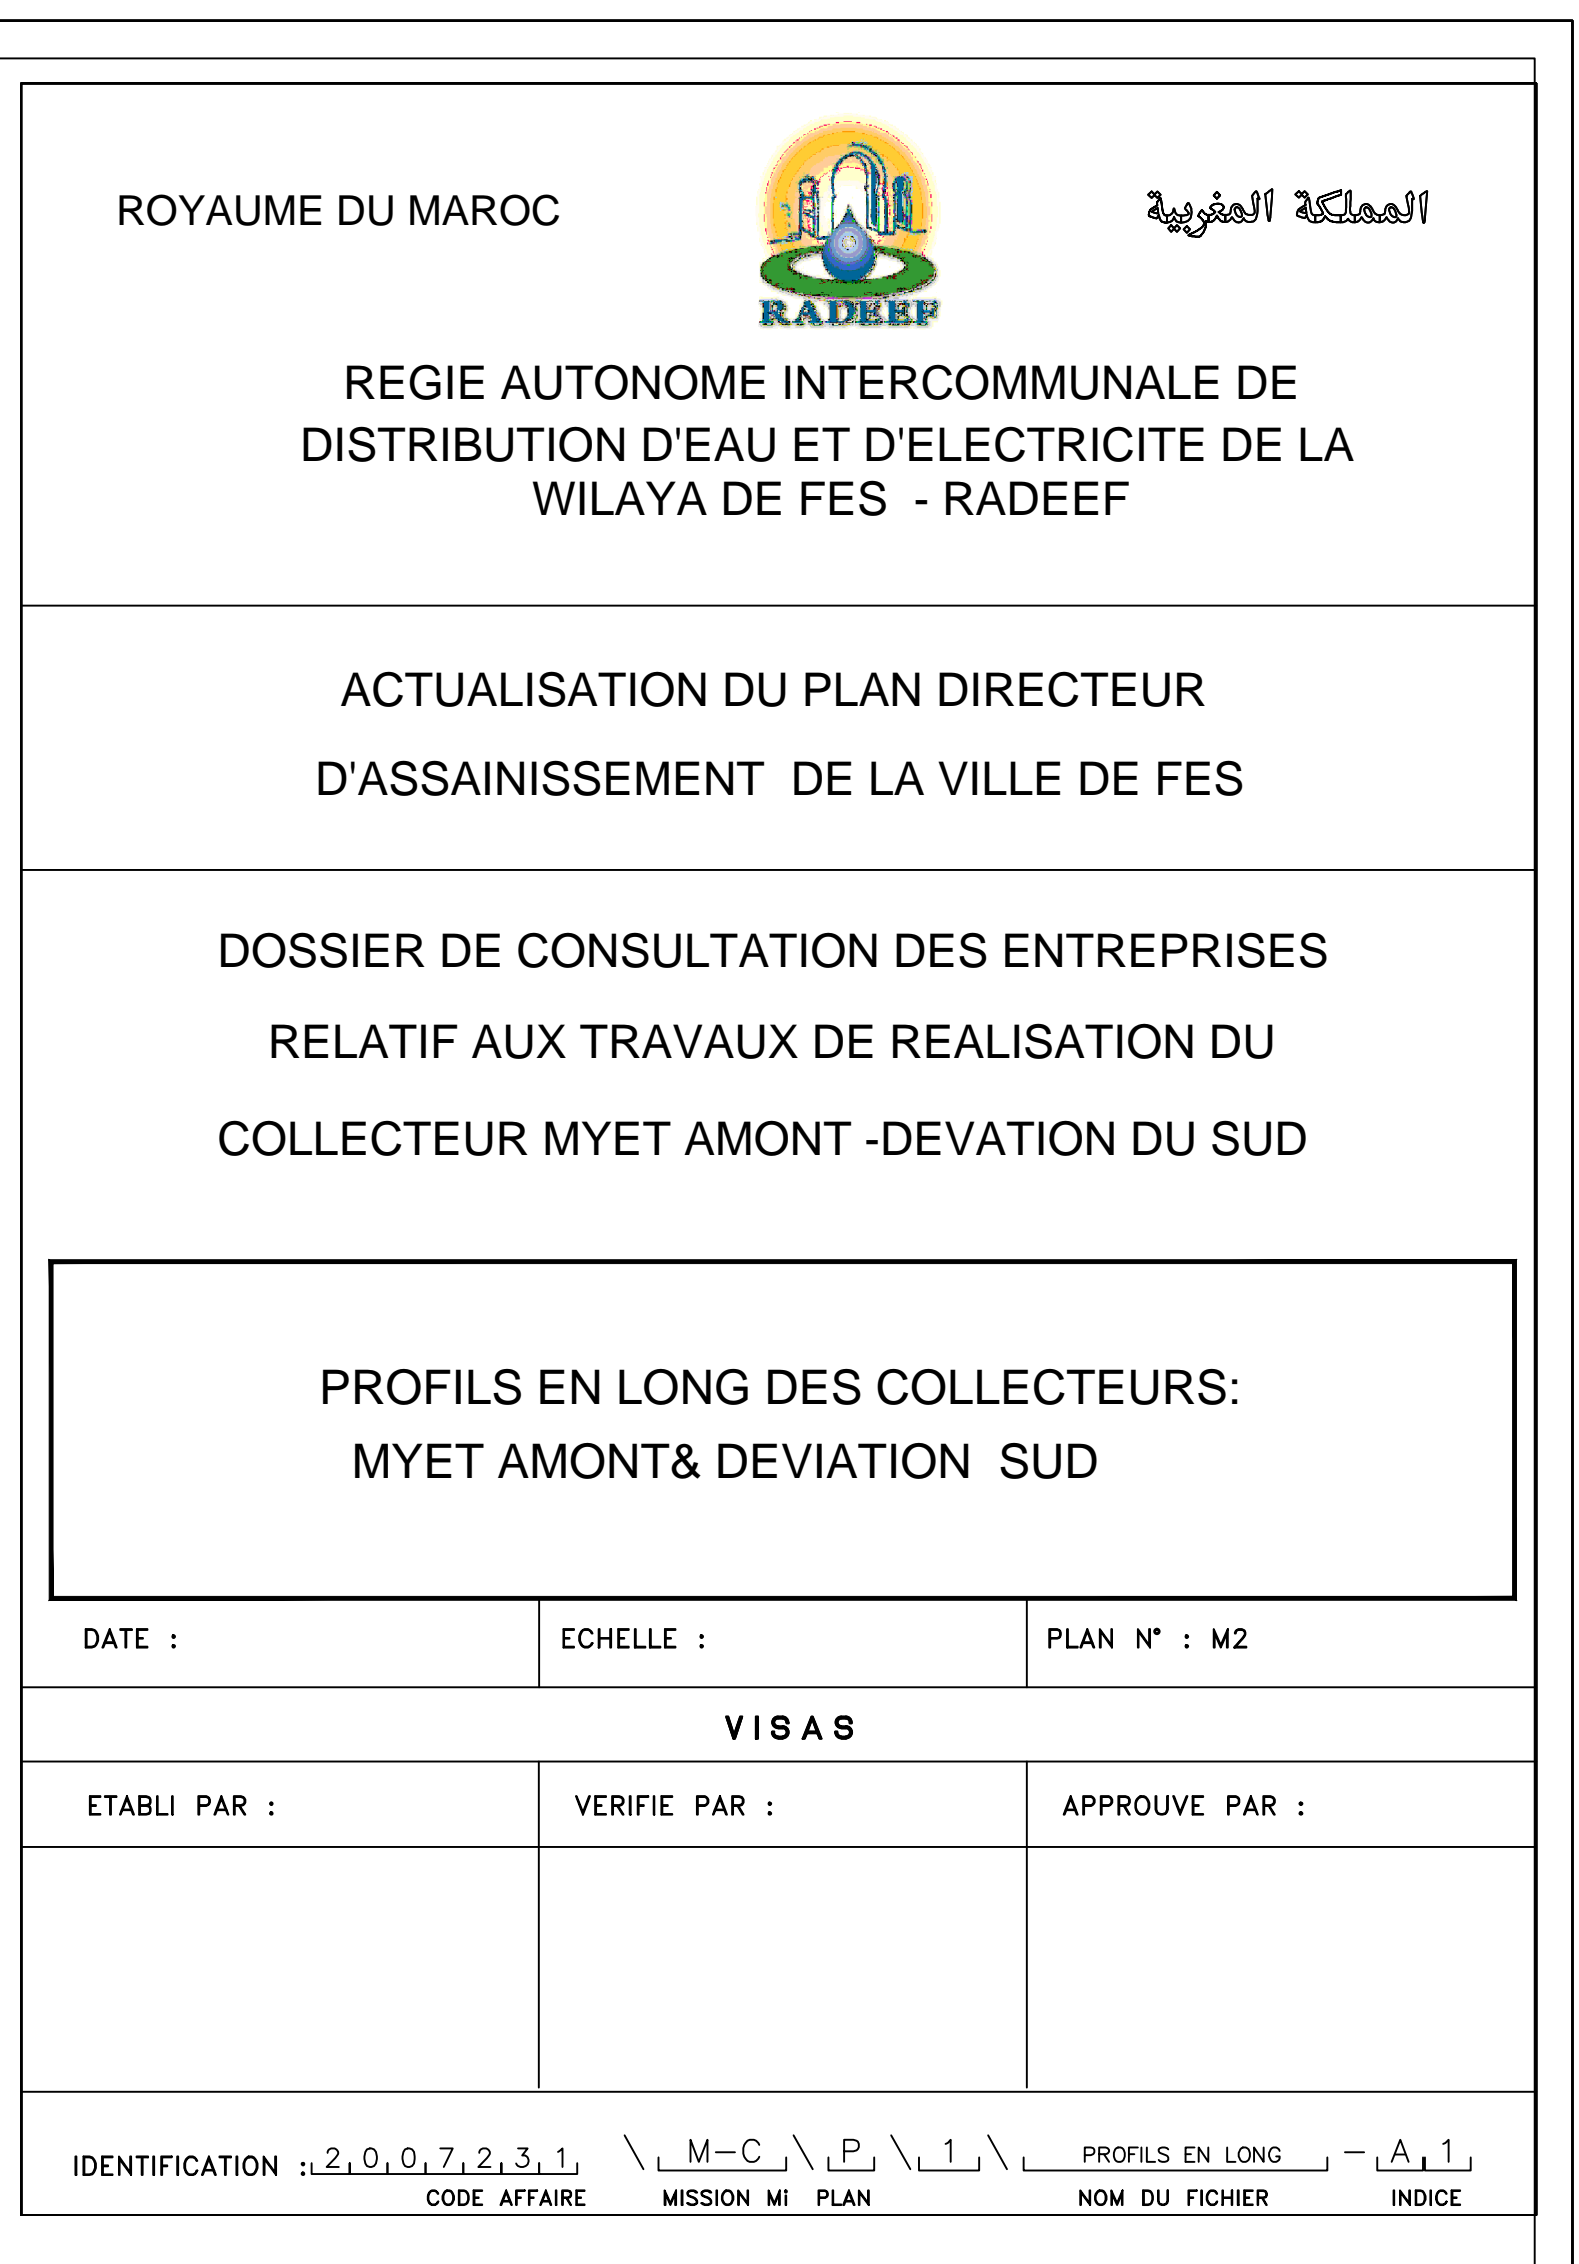 ROYAUME DU MAROC
المملكة المغربية
RADEEF
REGIE AUTONOME INTERCOMMUNALE DE
DISTRIBUTION D'EAU ET D'ELECTRICITE DE LA
WILAYA DE FES - RADEEF
ACTUALISATION DU PLAN DIRECTEUR
D'ASSAINISSEMENT DE LA VILLE DE FES
DOSSIER DE CONSULTATION DES ENTREPRISES
RELATIF AUX TRAVAUX DE REALISATION DU
COLLECTEUR MYET AMONT -DEVATION DU SUD
PROFILS EN LONG DES COLLECTEURS:
MYET AMONT& DEVIATION SUD
DATE : ECHELLE : PLAN N° : M2
VISAS
ETABLI PAR : VERIFIE PAR : APPROUVE PAR :
IDENTIFICATION : 2 0 0 7 2 3 1 \ M-C \ P \ 1 \ PROFILS EN LONG - A 1
CODE AFFAIRE MISSION Mi PLAN NOM DU FICHIER INDICE